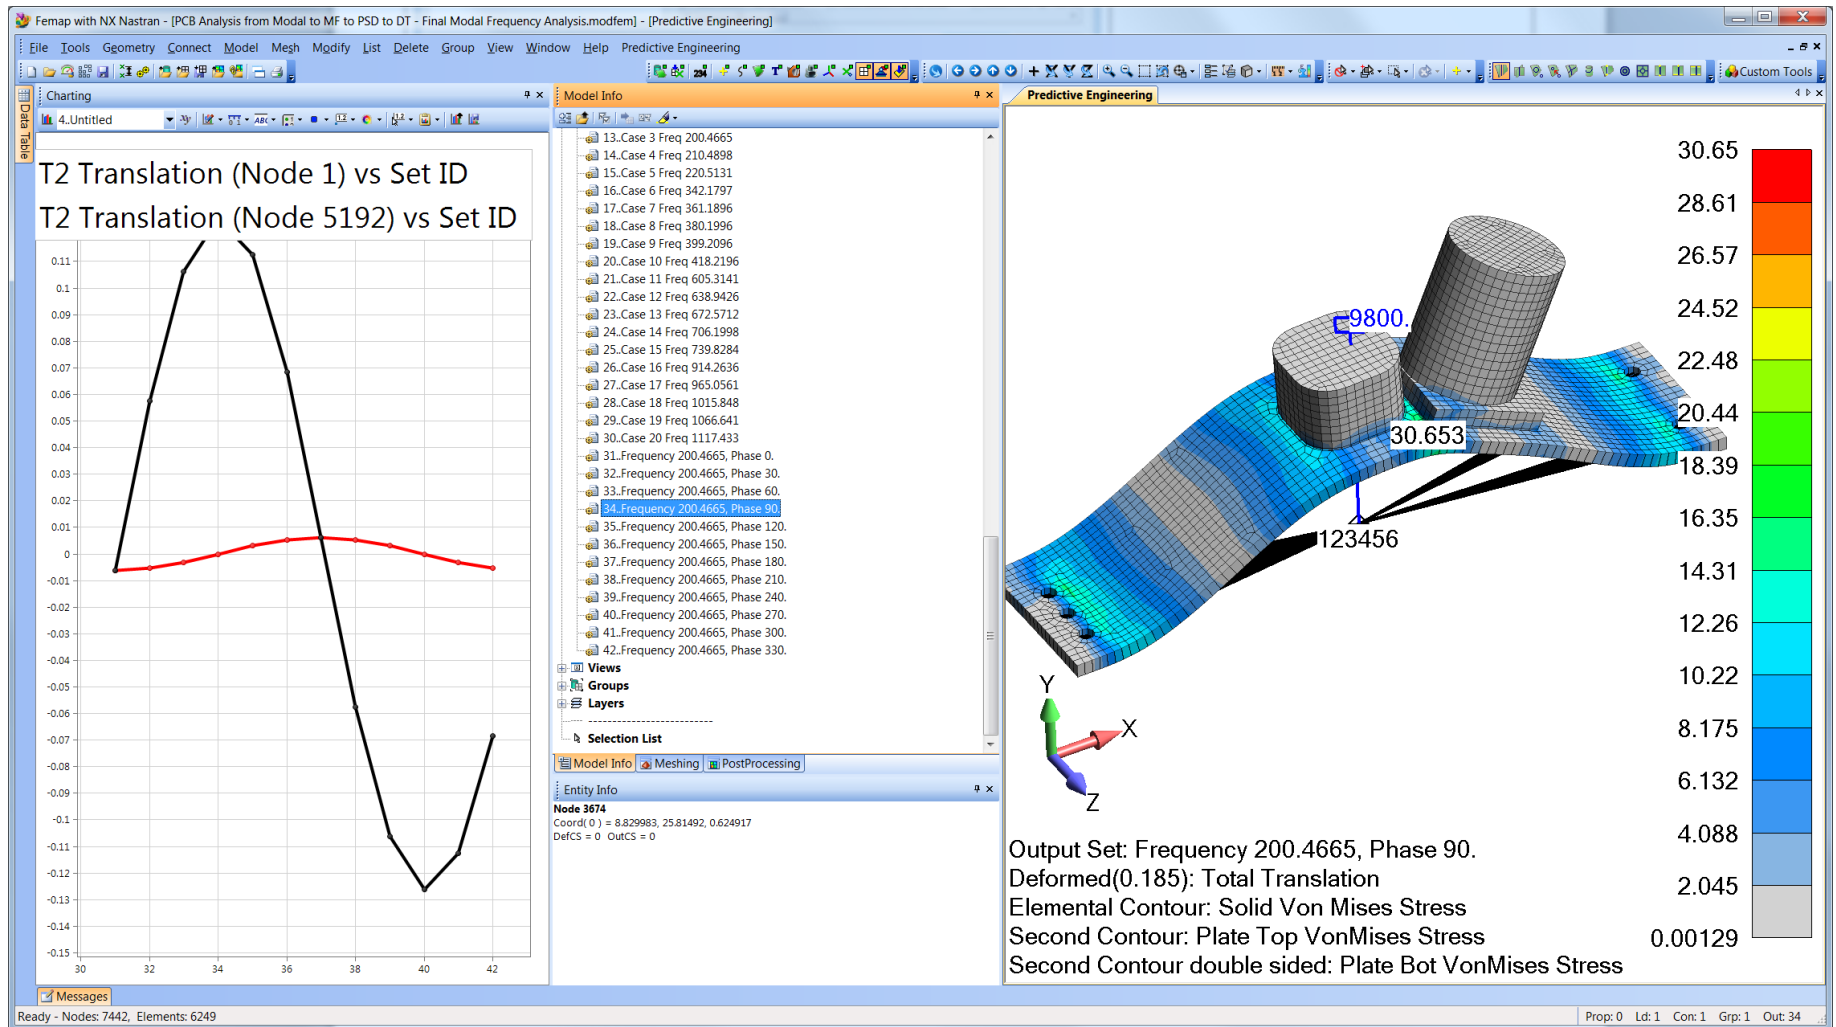 Femap with NX Nastran - [PCB Analysis from Modal to MF to PSD to DT - Final Modal Frequency Analysis.modfem] - [Predictive Engineering]
File Tools Geometry Connect Model Mesh Modify List Delete Group View Window Help Predictive Engineering
Custom Tools
Data Table
Charting
4..Untitled
T2 Translation (Node 1) vs Set ID
T2 Translation (Node 5192) vs Set ID
0.11
0.1
0.09
0.08
0.07
0.06
0.05
0.04
0.03
0.02
0.01
0
-0.01
-0.02
-0.03
-0.04
-0.05
-0.06
-0.07
-0.08
-0.09
-0.1
-0.11
-0.12
-0.13
-0.14
-0.15
30 32 34 36 38 40 42
Model Info
13..Case 3 Freq 200.4665
14..Case 4 Freq 210.4898
15..Case 5 Freq 220.5131
16..Case 6 Freq 342.1797
17..Case 7 Freq 361.1896
18..Case 8 Freq 380.1996
19..Case 9 Freq 399.2096
20..Case 10 Freq 418.2196
21..Case 11 Freq 605.3141
22..Case 12 Freq 638.9426
23..Case 13 Freq 672.5712
24..Case 14 Freq 706.1998
25..Case 15 Freq 739.8284
26..Case 16 Freq 914.2636
27..Case 17 Freq 965.0561
28..Case 18 Freq 1015.848
29..Case 19 Freq 1066.641
30..Case 20 Freq 1117.433
31..Frequency 200.4665, Phase 0.
32..Frequency 200.4665, Phase 30.
33..Frequency 200.4665, Phase 60.
34..Frequency 200.4665, Phase 90.
35..Frequency 200.4665, Phase 120.
36..Frequency 200.4665, Phase 150.
37..Frequency 200.4665, Phase 180.
38..Frequency 200.4665, Phase 210.
39..Frequency 200.4665, Phase 240.
40..Frequency 200.4665, Phase 270.
41..Frequency 200.4665, Phase 300.
42..Frequency 200.4665, Phase 330.
Views
Groups
Layers
--------------------------
Selection List
Model Info Meshing PostProcessing
Entity Info
Node 3674
Coord( 0 ) = 8.829983, 25.81492, 0.624917
DefCS = 0 OutCS = 0
Predictive Engineering
9800.
30.653
123456
Y
X
Z
30.65
28.61
26.57
24.52
22.48
20.44
18.39
16.35
14.31
12.26
10.22
8.175
6.132
4.088
2.045
0.00129
Output Set: Frequency 200.4665, Phase 90.
Deformed(0.185): Total Translation
Elemental Contour: Solid Von Mises Stress
Second Contour: Plate Top VonMises Stress
Second Contour double sided: Plate Bot VonMises Stress
Messages
Ready - Nodes: 7442, Elements: 6249
Prop: 0 Ld: 1 Con: 1 Grp: 1 Out: 34